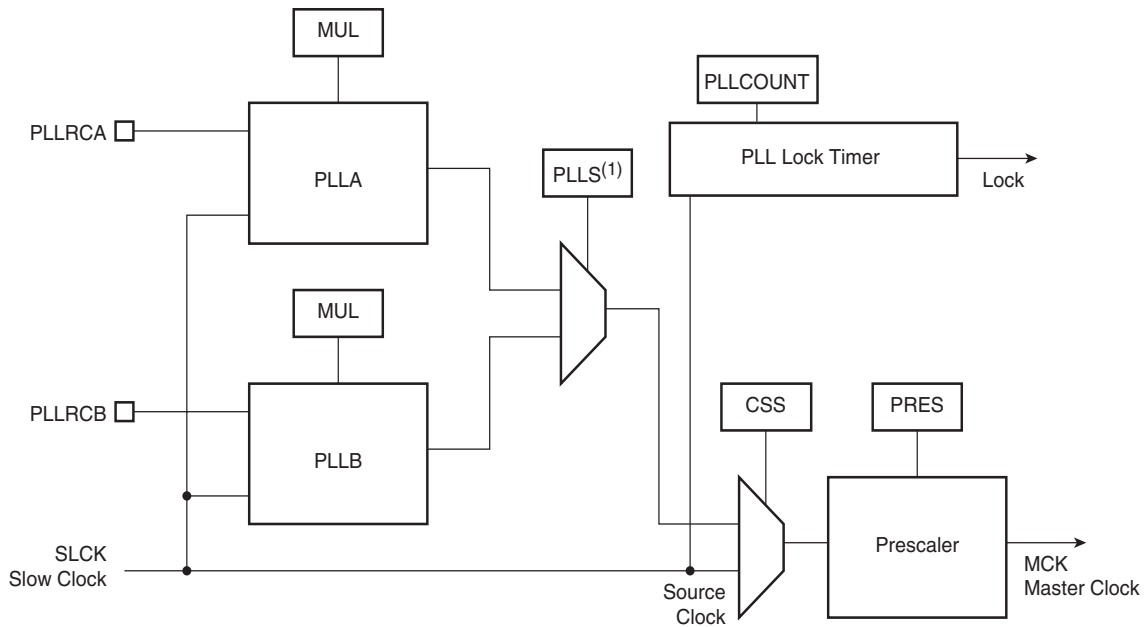 MUL
PLLCOUNT
PLLRCA
PLLA
PLL Lock Timer
PLLS(1)
Lock
MUL
PLLRCB
PLLB
CSS
PRES
Prescaler
SLCK
Slow Clock
Source
Clock
MCK
Master Clock